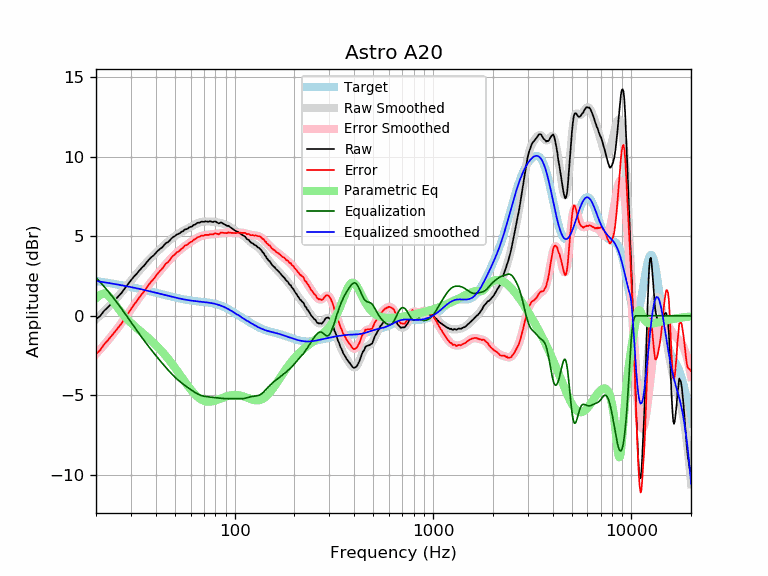 Astro A20
15
10
5
0
−5
−10
Amplitude (dBr)
Target
Raw Smoothed
Error Smoothed
Raw
Error
Parametric Eq
Equalization
Equalized smoothed
100
1000
10000
Frequency (Hz)